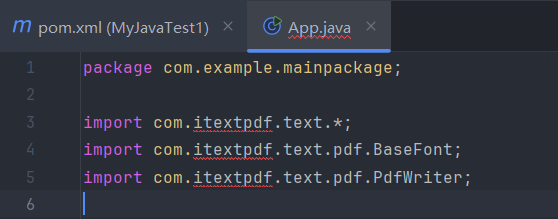 pom.xml (MyJavaTest1)
App.java
1 package com.example.mainpackage;
2
3 import com.itextpdf.text.*;
4 import com.itextpdf.text.pdf.BaseFont;
5 import com.itextpdf.text.pdf.PdfWriter;
6